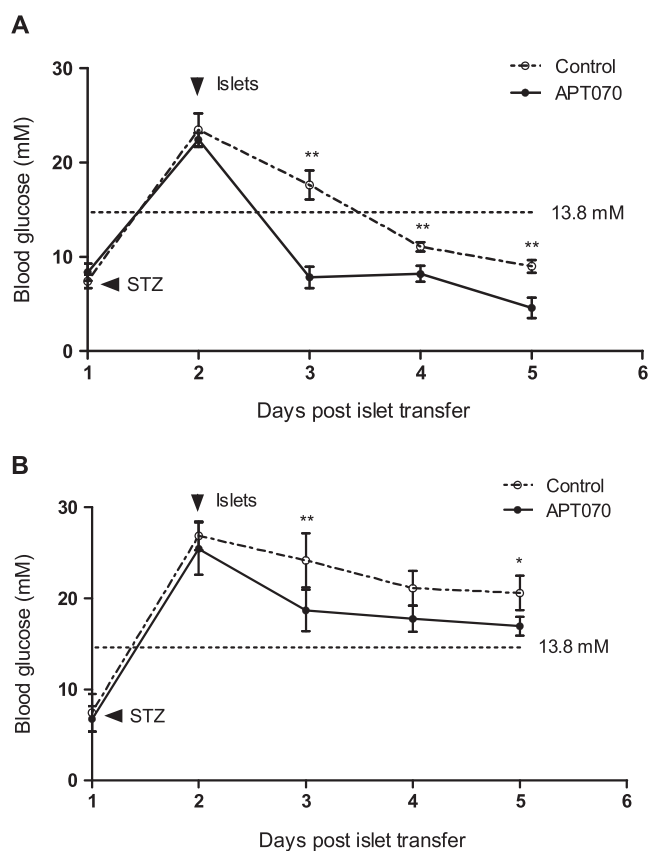 A
30
20
10
0
Blood glucose (mM)
Islets
Control
APT070
**
**
**
13.8 mM
STZ
1 2 3 4 5 6
Days post islet transfer
B
30
20
10
0
Blood glucose (mM)
Islets
Control
APT070
**
*
13.8 mM
STZ
1 2 3 4 5 6
Days post islet transfer